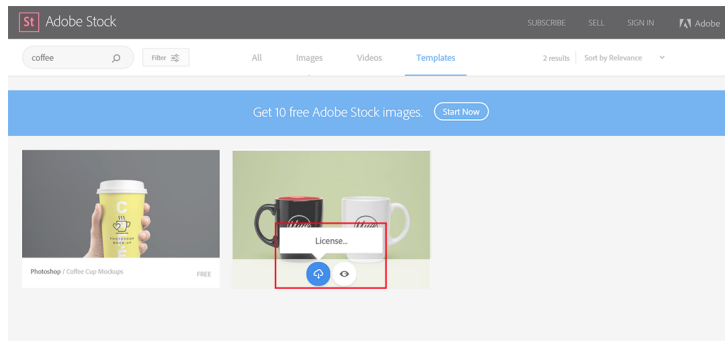 St Adobe Stock SUBSCRIBE SELL SIGN IN Adobe
coffee Filter All Images Videos Templates 2 results Sort by Relevance
Get 10 free Adobe Stock images. Start Now
License...
Photoshop / Coffee Cup Mockups FREE